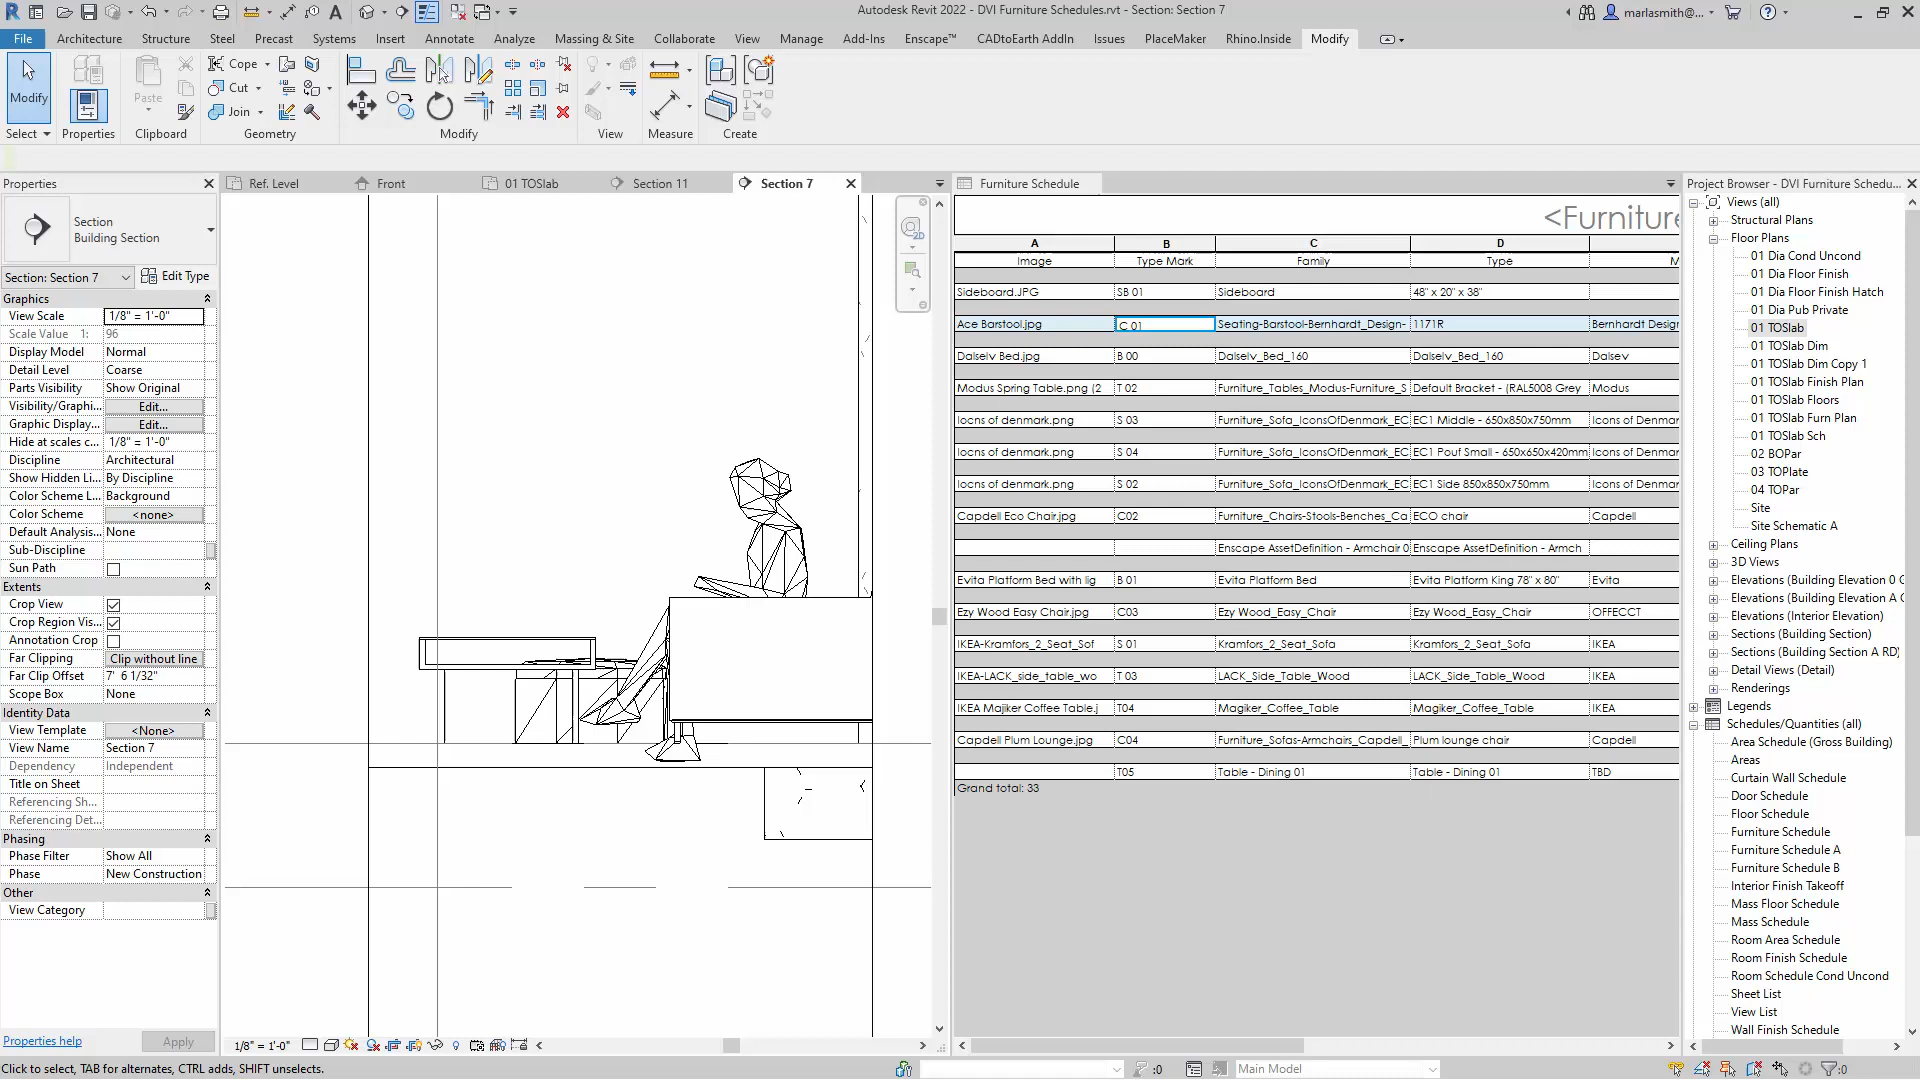 Autodesk Revit 2022 - DVI Furniture Schedules.rvt - Section: Section 7
marlasmith@...
File Architecture Structure Steel Precast Systems Insert Annotate Analyze Massing & Site Collaborate View Manage Add-Ins Enscape™ CADtoEarth AddIn Issues PlaceMaker Rhino.Inside Modify
Modify
Paste
Cope
Cut
Join
Select Properties Clipboard Geometry Modify View Measure Create
Properties
Section
Building Section
Section: Section 7 Edit Type
Graphics
View Scale 1/8" = 1'-0"
Scale Value 1: 96
Display Model Normal
Detail Level Coarse
Parts Visibility Show Original
Visibility/Graphi... Edit...
Graphic Display... Edit...
Hide at scales c... 1/8" = 1'-0"
Discipline Architectural
Show Hidden Li... By Discipline
Color Scheme L... Background
Color Scheme <none>
Default Analysis... None
Sub-Discipline
Sun Path
Extents
Crop View
Crop Region Vis...
Annotation Crop
Far Clipping Clip without line
Far Clip Offset 7' 6 1/32"
Scope Box None
Identity Data
View Template <None>
View Name Section 7
Dependency Independent
Title on Sheet
Referencing Sh...
Referencing Det...
Phasing
Phase Filter Show All
Phase New Construction
Other
View Category
Properties help Apply
Ref. Level Front 01 TOSlab Section 11 Section 7
2D
1/8" = 1'-0"
Furniture Schedule
<Furniture
A B C D
Image Type Mark Family Type M
Sideboard.JPG SB 01 Sideboard 48" x 20" x 38"
Ace Barstool.jpg C 01 Seating-Barstool-Bernhardt_Design- 1171R Bernhardt Design
Dalselv Bed.jpg B 00 Dalselv_Bed_160 Dalselv_Bed_160 Dalsev
Modus Spring Table.png (2 T 02 Furniture_Tables_Modus-Furniture_S Default Bracket - (RAL5008 Grey Modus
Iocns of denmark.png S 03 Furniture_Sofa_IconsOfDenmark_EC EC1 Middle - 650x850x750mm Icons of Denmar
Iocns of denmark.png S 04 Furniture_Sofa_IconsOfDenmark_EC EC1 Pouf Small - 650x650x420mm Icons of Denmar
Iocns of denmark.png S 02 Furniture_Sofa_IconsOfDenmark_EC EC1 Side 850x850x750mm Icons of Denmar
Capdell Eco Chair.jpg C02 Furniture_Chairs-Stools-Benches_Ca ECO chair Capdell
Enscape AssetDefinition - Armchair 0 Enscape AssetDefinition - Armch
Evita Platform Bed with lig B 01 Evita Platform Bed Evita Platform King 78" x 80" Evita
Ezy Wood Easy Chair.jpg C03 Ezy Wood_Easy_Chair Ezy Wood_Easy_Chair OFFECCT
IKEA-Kramfors_2_Seat_Sof S 01 Kramfors_2_Seat_Sofa Kramfors_2_Seat_Sofa IKEA
IKEA-LACK_side_table_wo T 03 LACK_Side_Table_Wood LACK_Side_Table_Wood IKEA
IKEA Majiker Coffee Table.j T04 Magiker_Coffee_Table Magiker_Coffee_Table IKEA
Capdell Plum Lounge.jpg C04 Furniture_Sofas-Armchairs_Capdell_ Plum lounge chair Capdell
T05 Table - Dining 01 Table - Dining 01 TBD
Grand total: 33
Project Browser - DVI Furniture Schedu...
Views (all)
Structural Plans
Floor Plans
01 Dia Cond Uncond
01 Dia Floor Finish
01 Dia Floor Finish Hatch
01 Dia Pub Private
01 TOSlab
01 TOSlab Dim
01 TOSlab Dim Copy 1
01 TOSlab Finish Plan
01 TOSlab Floors
01 TOSlab Furn Plan
01 TOSlab Sch
02 BOPar
03 TOPlate
04 TOPar
Site
Site Schematic A
Ceiling Plans
3D Views
Elevations (Building Elevation 0 C
Elevations (Building Elevation A C
Elevations (Interior Elevation)
Sections (Building Section)
Sections (Building Section A RD)
Detail Views (Detail)
Renderings
Legends
Schedules/Quantities (all)
Area Schedule (Gross Building)
Areas
Curtain Wall Schedule
Door Schedule
Floor Schedule
Furniture Schedule
Furniture Schedule A
Furniture Schedule B
Interior Finish Takeoff
Mass Floor Schedule
Mass Schedule
Room Area Schedule
Room Finish Schedule
Room Schedule Cond Uncond
Sheet List
View List
Wall Finish Schedule
Click to select, TAB for alternates, CTRL adds, SHIFT unselects.
:0 Main Model :0